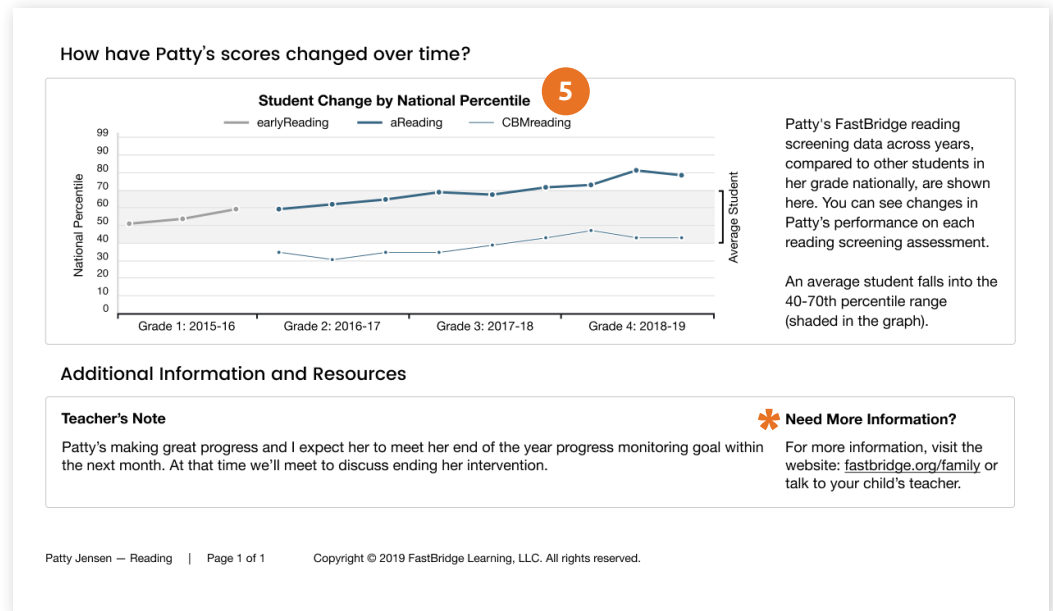 How have Patty's scores changed over time?
5
Student Change by National Percentile
earlyReading aReading CBMreading
National Percentile
99
90
80
70
60
50
40
30
20
10
0
Average Student
Grade 1: 2015-16 Grade 2: 2016-17 Grade 3: 2017-18 Grade 4: 2018-19
Patty's FastBridge reading
screening data across years,
compared to other students in
her grade nationally, are shown
here. You can see changes in
Patty's performance on each
reading screening assessment.
An average student falls into the
40-70th percentile range
(shaded in the graph).
Additional Information and Resources
Teacher's Note
Patty's making great progress and I expect her to meet her end of the year progress monitoring goal within
the next month. At that time we'll meet to discuss ending her intervention.
* Need More Information?
For more information, visit the
website: fastbridge.org/family or
talk to your child's teacher.
Patty Jensen — Reading | Page 1 of 1 Copyright © 2019 FastBridge Learning, LLC. All rights reserved.